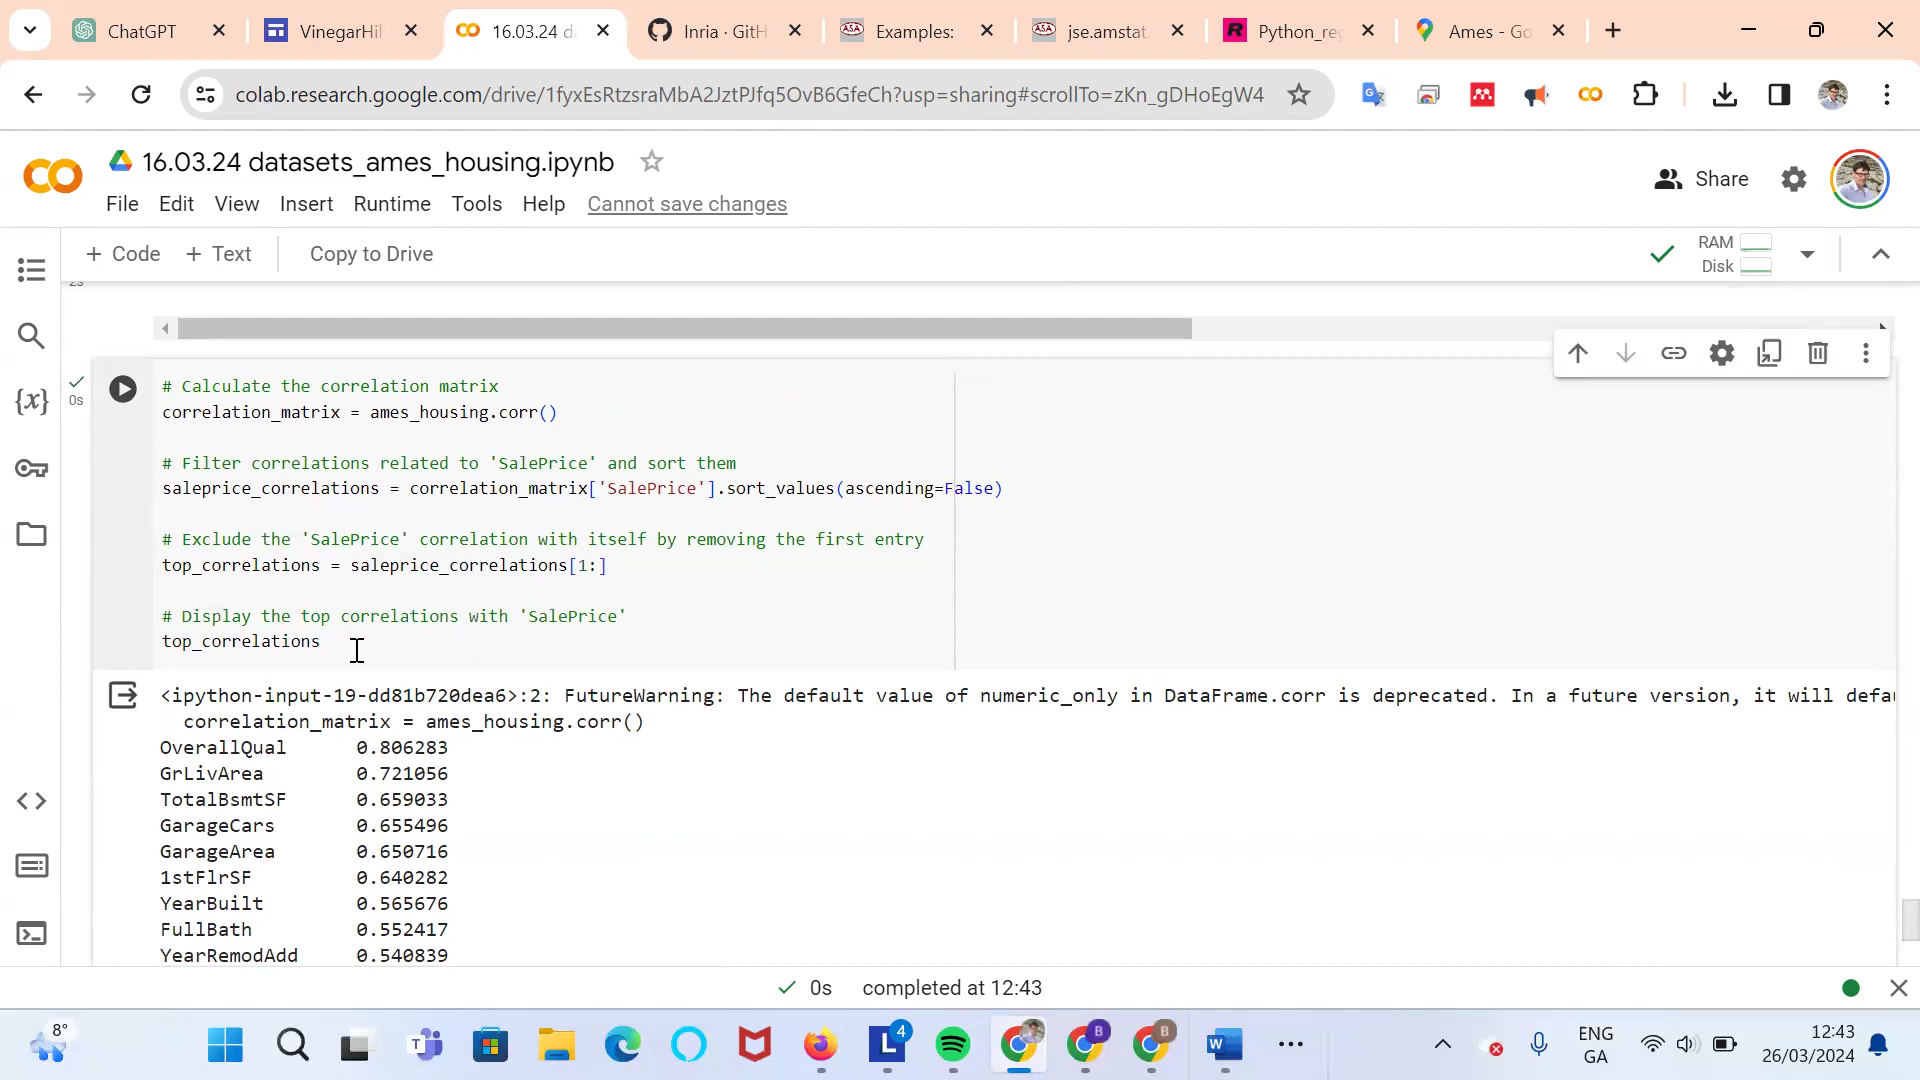 ChatGPT
VinegarHil
16.03.24 d
Inria · GitH
Examples:
jse.amstat.
Python_re
Ames - Go
colab.research.google.com/drive/1fyxEsRtzsraMbA2JztPJfq5OvB6GfeCh?usp=sharing#scrollTo=zKn_gDHoEgW4
16.03.24 datasets_ames_housing.ipynb
Share
File Edit View Insert Runtime Tools Help Cannot save changes
+ Code + Text Copy to Drive
RAM
Disk
2s
0s
# Calculate the correlation matrix
correlation_matrix = ames_housing.corr()
# Filter correlations related to 'SalePrice' and sort them
saleprice_correlations = correlation_matrix['SalePrice'].sort_values(ascending=False)
# Exclude the 'SalePrice' correlation with itself by removing the first entry
top_correlations = saleprice_correlations[1:]
# Display the top correlations with 'SalePrice'
top_correlations
<ipython-input-19-dd81b720dea6>:2: FutureWarning: The default value of numeric_only in DataFrame.corr is deprecated. In a future version, it will defau
correlation_matrix = ames_housing.corr()
OverallQual 0.806283
GrLivArea 0.721056
TotalBsmtSF 0.659033
GarageCars 0.655496
GarageArea 0.650716
1stFlrSF 0.640282
YearBuilt 0.565676
FullBath 0.552417
YearRemodAdd 0.540839
0s completed at 12:43
8°
4
ENG
GA
12:43
26/03/2024